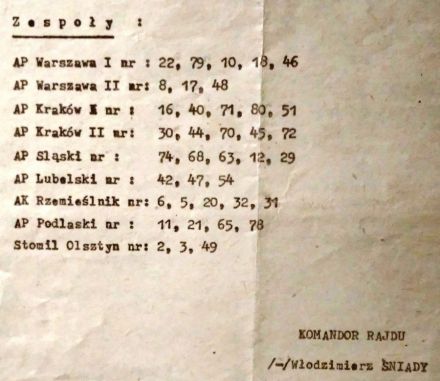 Zespoły :
AP Warszawa I nr : 22, 79, 10, 18, 46
AP Warszawa II nr: 8, 17, 48
AP Kraków I nr : 16, 40, 71, 80, 51
AP Kraków II nr: 30, 44, 70, 45, 72
AP Śląski nr : 74, 68, 63, 12, 29
AP Lubelski nr : 42, 47, 54
AK Rzemieślnik nr: 6, 5, 20, 32, 31
AP Podlaski nr : 11, 21, 65, 78
Stomil Olsztyn nr: 2, 3, 49
KOMANDOR RAJDU
/-/Włodzimierz ŚNIADY